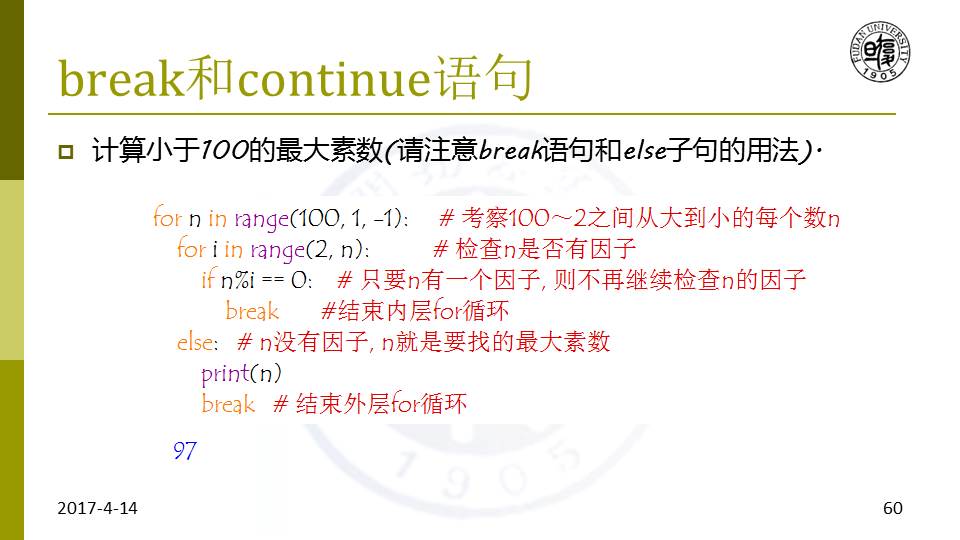 break和continue语句
FUDAN UNIVERSITY
1905
计算小于100的最大素数(请注意break语句和else子句的用法).
for n in range(100, 1, -1): # 考察100～2之间从大到小的每个数n
for i in range(2, n): # 检查n是否有因子
if n%i == 0: # 只要n有一个因子, 则不再继续检查n的因子
break #结束内层for循环
else: # n没有因子, n就是要找的最大素数
print(n)
break # 结束外层for循环
97
1905
2017-4-14
60